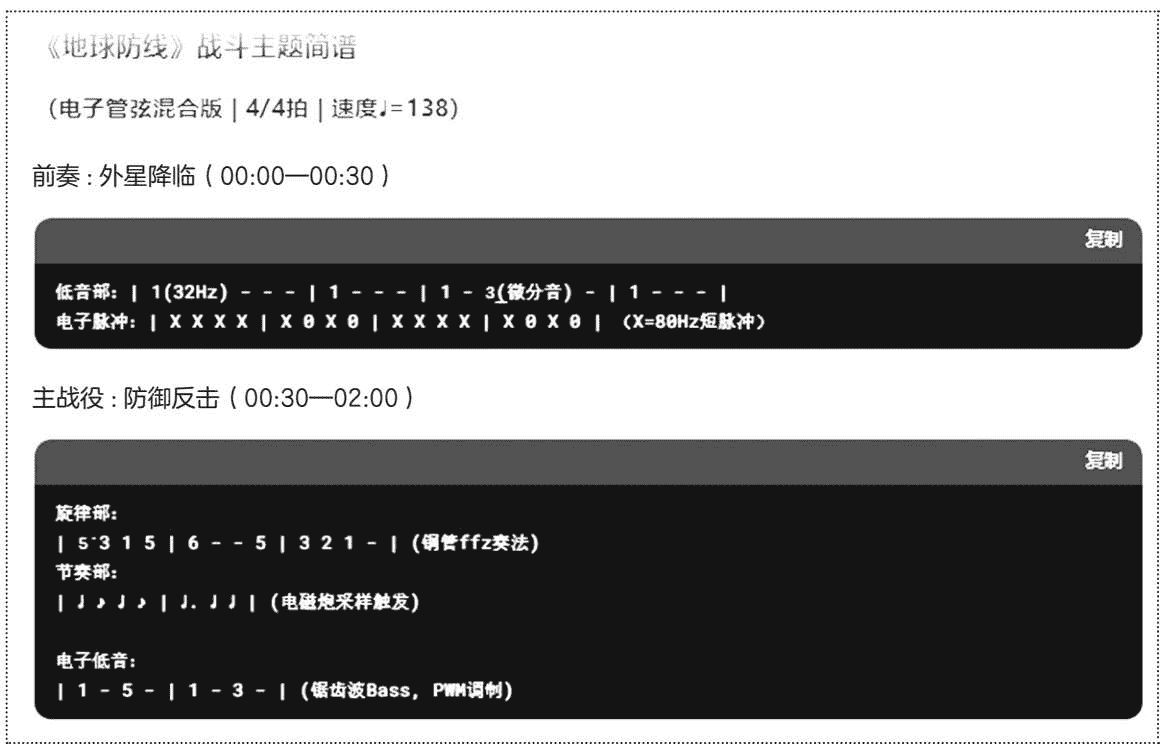 《地球防线》战斗主题简谱
（电子管弦混合版 | 4/4拍 | 速度♩=138）
前奏：外星降临（00:00—00:30）
复制
低音部: | 1(32Hz) - - - | 1 - - - | 1 - 3(微分音) - | 1 - - - |
电子脉冲: | X X X X | X 0 X 0 | X X X X | X 0 X 0 | （X=80Hz短脉冲）
主战役：防御反击（00:30—02:00）
复制
旋律部:
| 5ˉ3 1 5 | 6 - - 5 | 3 2 1 - | (铜管ffz奏法)
节奏部:
| ♩ ♪ ♩ ♪ | ♩. ♩ ♩ | (电磁炮采样触发)
电子低音:
| 1 - 5 - | 1 - 3 - | (锯齿波Bass, PWM调制)